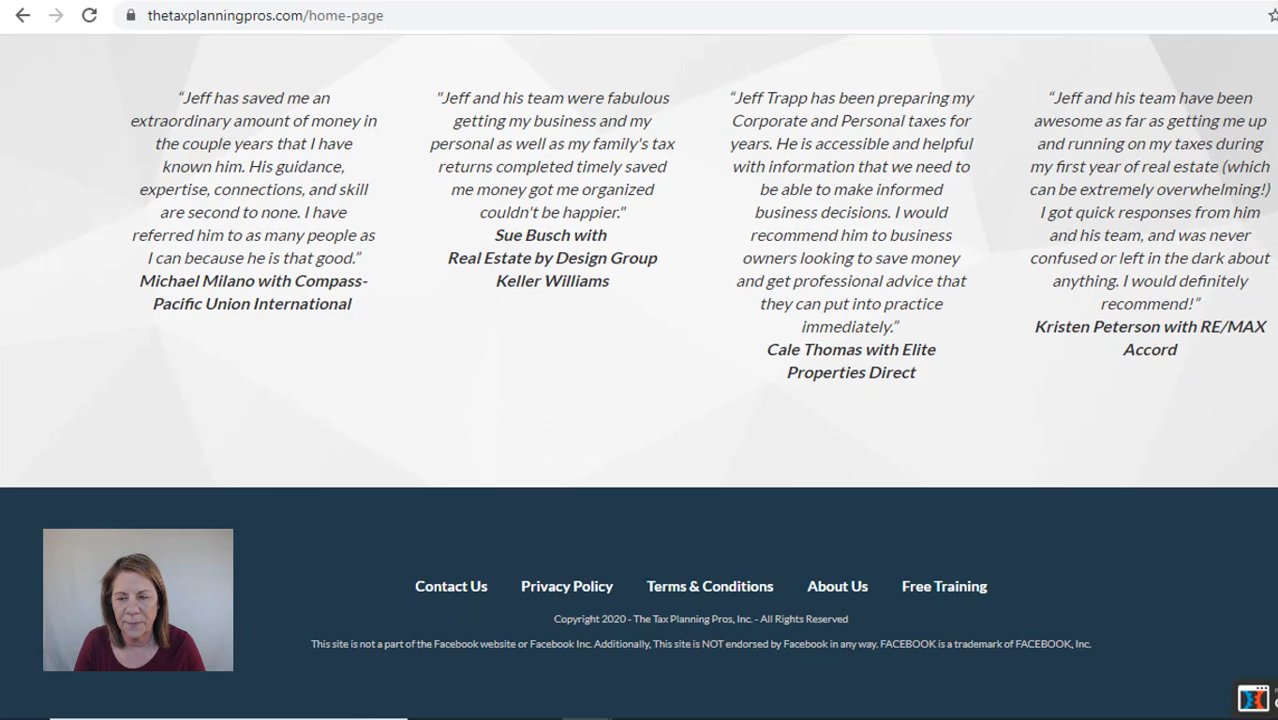 thetaxplanningpros.com/home-page
“Jeff has saved me an
extraordinary amount of money in
the couple years that I have
known him. His guidance,
expertise, connections, and skill
are second to none. I have
referred him to as many people as
I can because he is that good.”
Michael Milano with Compass-
Pacific Union International
"Jeff and his team were fabulous
getting my business and my
personal as well as my family's tax
returns completed timely saved
me money got me organized
couldn't be happier."
Sue Busch with
Real Estate by Design Group
Keller Williams
“Jeff Trapp has been preparing my
Corporate and Personal taxes for
years. He is accessible and helpful
with information that we need to
be able to make informed
business decisions. I would
recommend him to business
owners looking to save money
and get professional advice that
they can put into practice
immediately.”
Cale Thomas with Elite
Properties Direct
“Jeff and his team have been
awesome as far as getting me up
and running on my taxes during
my first year of real estate (which
can be extremely overwhelming!)
I got quick responses from him
and his team, and was never
confused or left in the dark about
anything. I would definitely
recommend!”
Kristen Peterson with RE/MAX
Accord
Contact Us Privacy Policy Terms & Conditions About Us Free Training
Copyright 2020 - The Tax Planning Pros, Inc. - All Rights Reserved
This site is not a part of the Facebook website or Facebook Inc. Additionally, This site is NOT endorsed by Facebook in any way. FACEBOOK is a trademark of FACEBOOK, Inc.